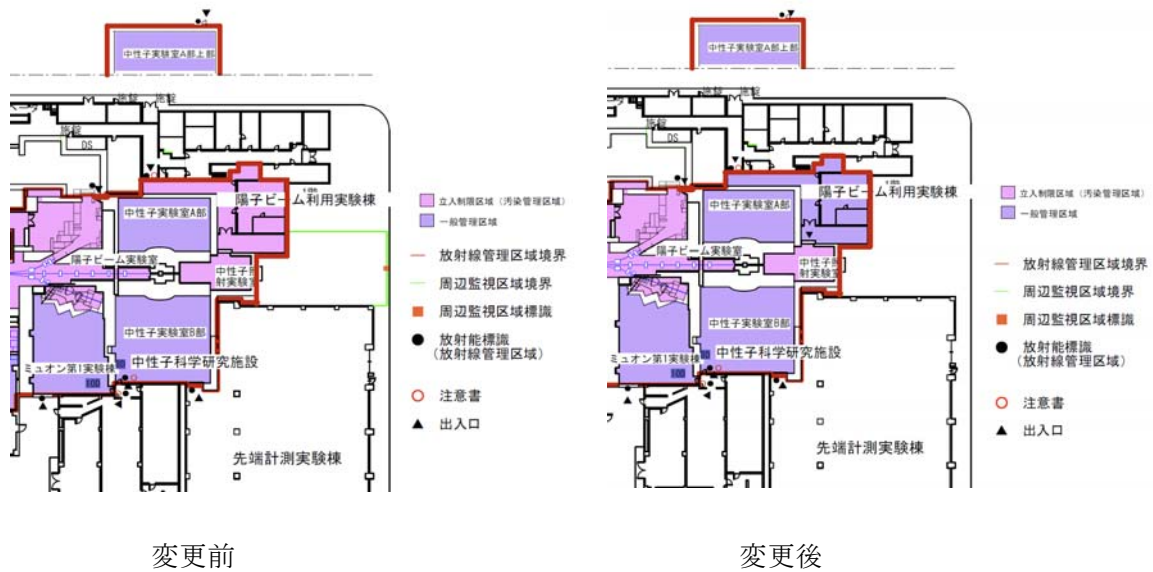 中性子実験室A部上部
施錠
施錠
施錠
DS
陽子ビーム利用実験棟
中性子実験室A部
陽子ビーム実験室
中性子照
射実験室
中性子実験室B部
中性子科学研究施設
ミュオン第1実験棟
100
先端計測実験棟
立入制限区域(汚染管理区域)
一般管理区域
放射線管理区域境界
周辺監視区域境界
周辺監視区域標識
放射能標識
(放射線管理区域)
注意書
出入口
変更前
中性子実験室A部上部
施錠
施錠
施錠
DS
陽子ビーム利用実験棟
中性子実験室A部
陽子ビーム実験室
中性子照
射実験室
中性子実験室B部
中性子科学研究施設
ミュオン第1実験棟
100
先端計測実験棟
立入制限区域(汚染管理区域)
一般管理区域
放射線管理区域境界
周辺監視区域境界
周辺監視区域標識
放射能標識
(放射線管理区域)
注意書
出入口
変更後